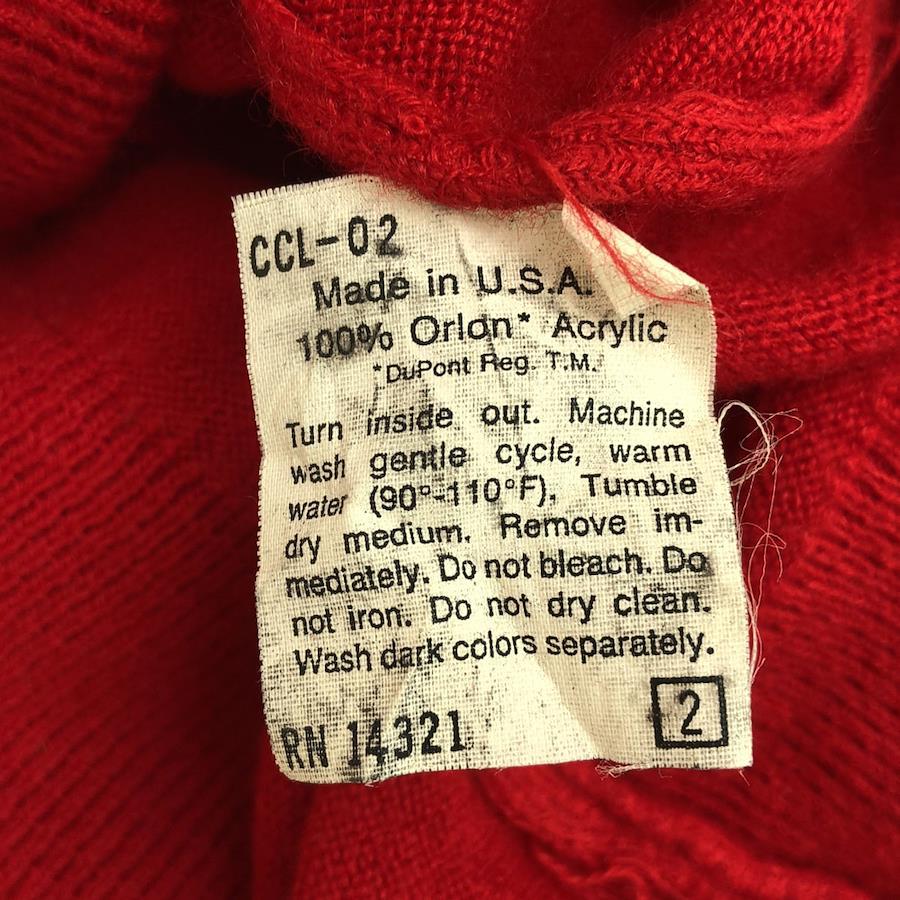 CCL-02
Made in U.S.A.
100% Orlon* Acrylic
*DuPont Reg. T.M.
Turn inside out. Machine
wash gentle cycle, warm
water (90°-110°F). Tumble
dry medium. Remove im-
mediately. Do not bleach. Do
not iron. Do not dry clean.
Wash dark colors separately.
RN 14321
2